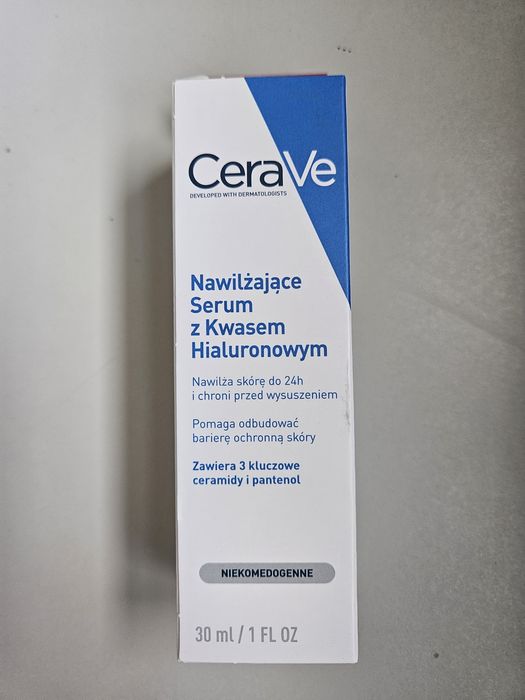 CeraVe
DEVELOPED WITH DERMATOLOGISTS
Nawilżające
Serum
z Kwasem
Hialuronowym
Nawilża skórę do 24h
i chroni przed wysuszeniem
Pomaga odbudować
barierę ochronną skóry
Zawiera 3 kluczowe
ceramidy i pantenol
NIEKOMEDOGENNE
30 ml / 1 FL OZ